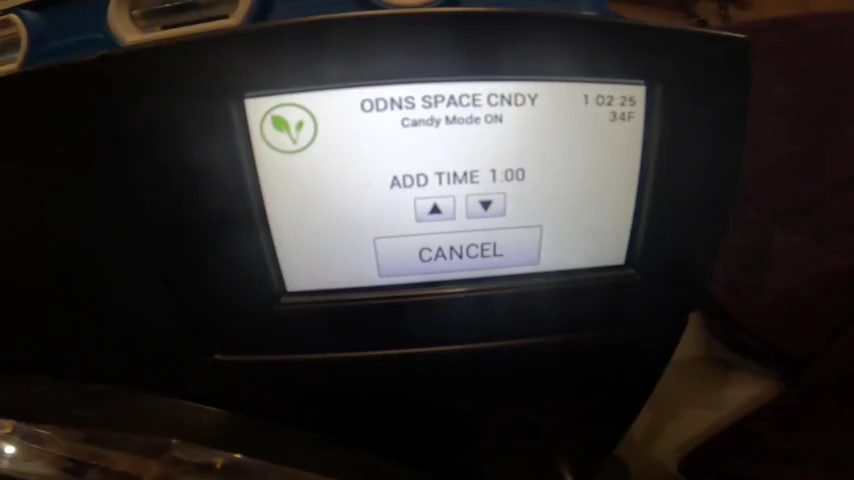 ODNS SPACE CNDY
Candy Mode ON
1 02:25
34F
ADD TIME 1.00
CANCEL